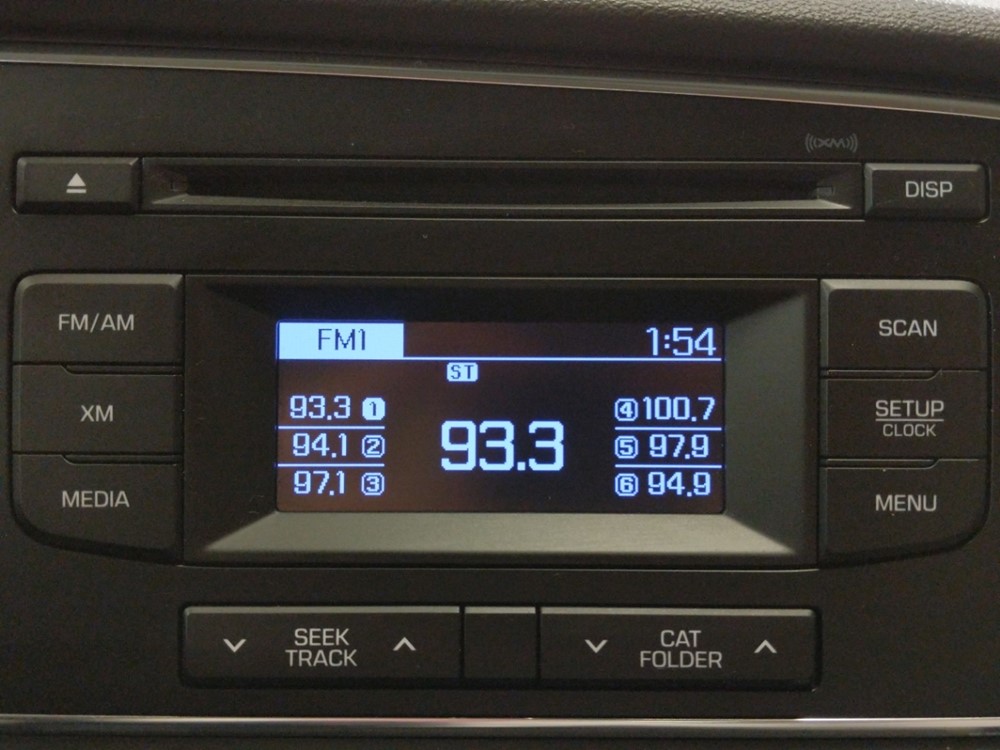 ((XM))
DISP
FM/AM
XM
MEDIA
FM1
1:54
ST
93.3 1
94.1 2
97.1 3
93.3
4 100.7
5 97.9
6 94.9
SCAN
SETUP
CLOCK
MENU
SEEK
TRACK
CAT
FOLDER